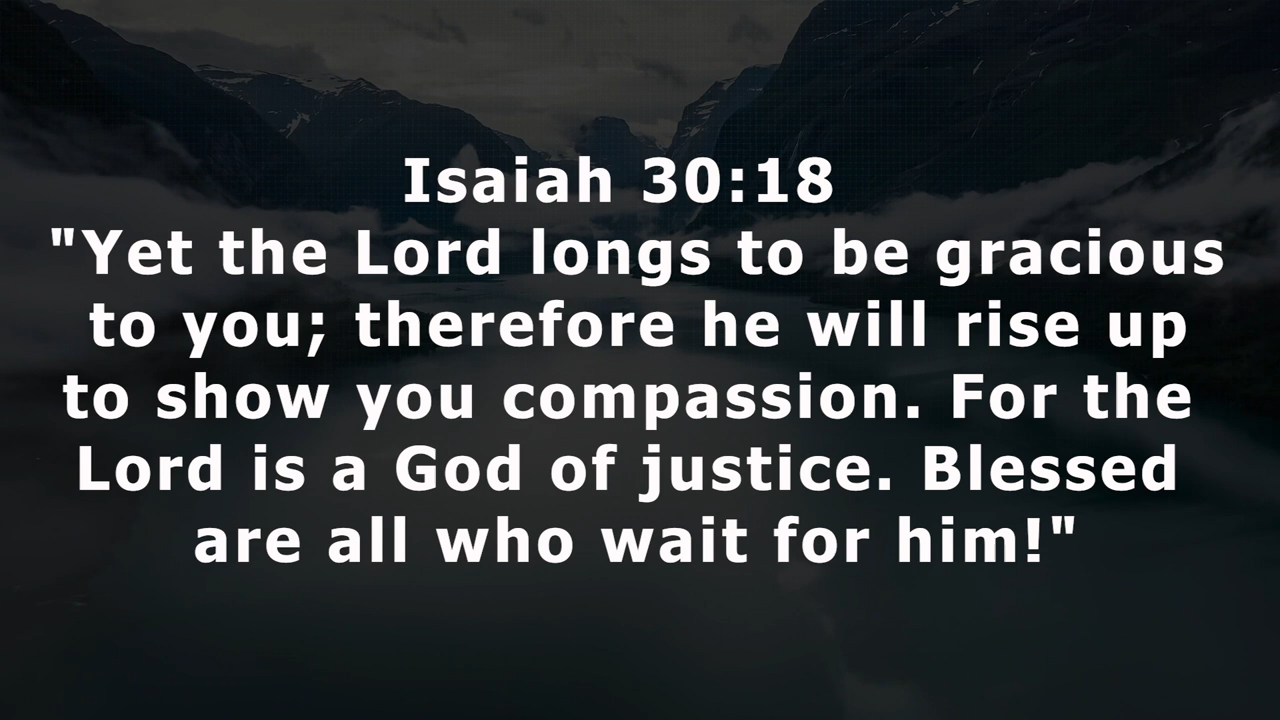 Isaiah 30:18
"Yet the Lord longs to be gracious
to you; therefore he will rise up
to show you compassion. For the
Lord is a God of justice. Blessed
are all who wait for him!"